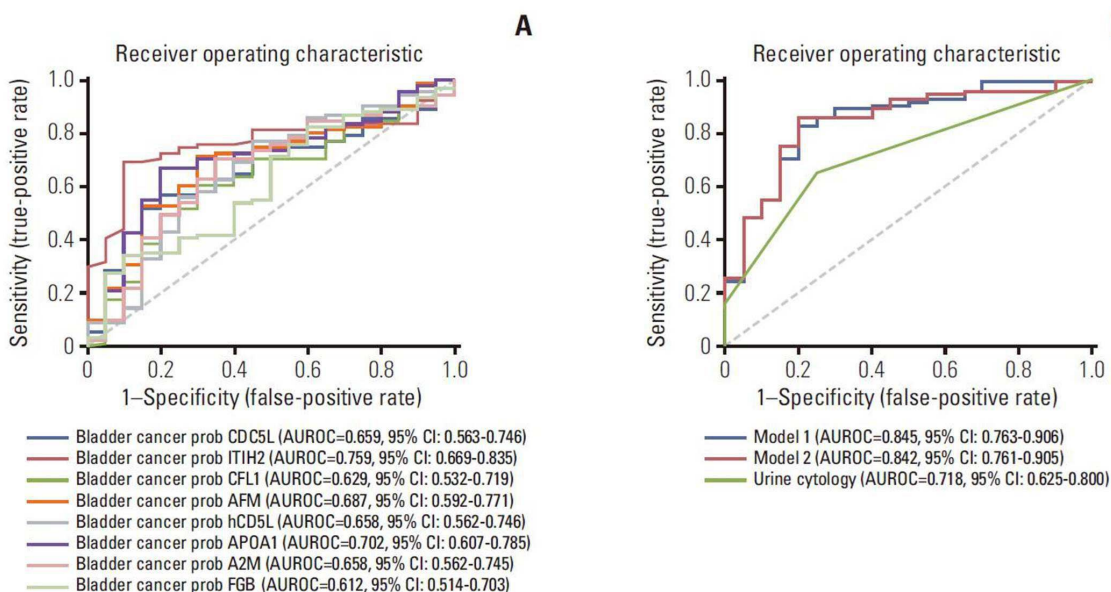 A
Receiver operating characteristic
Sensitivity (true-positive rate)
1.0
0.8
0.6
0.4
0.2
0
0
0.2
0.4
0.6
0.8
1.0
1–Specificity (false-positive rate)
Bladder cancer prob CDC5L (AUROC=0.659, 95% CI: 0.563-0.746)
Bladder cancer prob ITIH2 (AUROC=0.759, 95% CI: 0.669-0.835)
Bladder cancer prob CFL1 (AUROC=0.629, 95% CI: 0.532-0.719)
Bladder cancer prob AFM (AUROC=0.687, 95% CI: 0.592-0.771)
Bladder cancer prob hCD5L (AUROC=0.658, 95% CI: 0.562-0.746)
Bladder cancer prob APOA1 (AUROC=0.702, 95% CI: 0.607-0.785)
Bladder cancer prob A2M (AUROC=0.658, 95% CI: 0.562-0.745)
Bladder cancer prob FGB (AUROC=0.612, 95% CI: 0.514-0.703)
Receiver operating characteristic
Sensitivity (true-positive rate)
1.0
0.8
0.6
0.4
0.2
0
0
0.2
0.4
0.6
0.8
1.0
1–Specificity (false-positive rate)
Model 1 (AUROC=0.845, 95% CI: 0.763-0.906)
Model 2 (AUROC=0.842, 95% CI: 0.761-0.905)
Urine cytology (AUROC=0.718, 95% CI: 0.625-0.800)